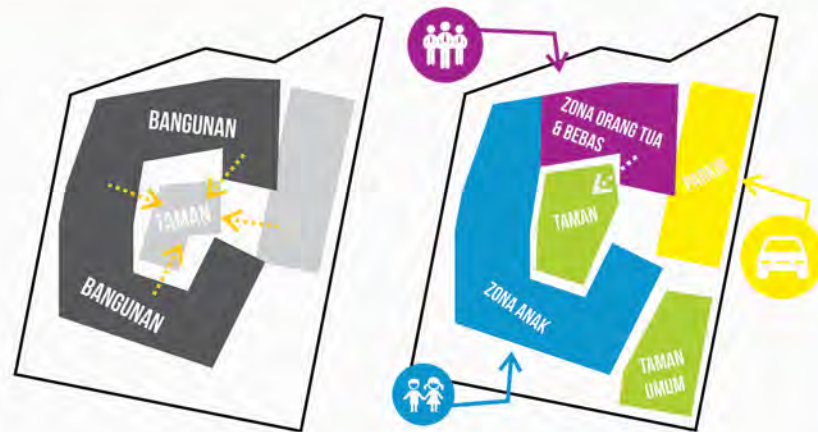 BANGUNAN
TAMAN
BANGUNAN
ZONA ORANG TUA
& BEBAS
PARKIR
TAMAN
ZONA ANAK
TAMAN
UMUM